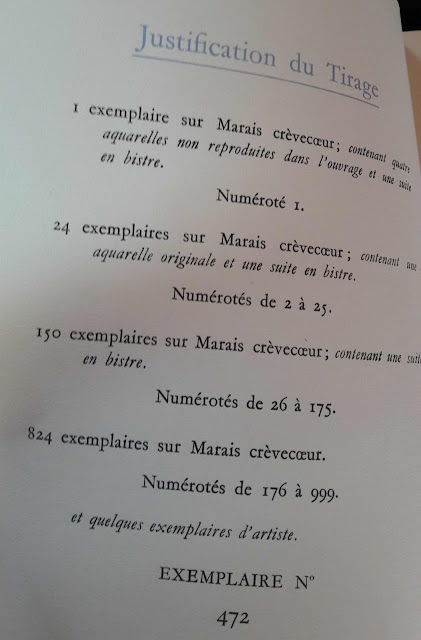 Justification du Tirage
1 exemplaire sur Marais crèvecœur; contenant quatre
aquarelles non reproduites dans l'ouvrage et une suite
en bistre.
Numéroté 1.
24 exemplaires sur Marais crèvecœur; contenant une
aquarelle originale et une suite en bistre.
Numérotés de 2 à 25.
150 exemplaires sur Marais crèvecœur; contenant une suite
en bistre.
Numérotés de 26 à 175.
824 exemplaires sur Marais crèvecœur.
Numérotés de 176 à 999.
et quelques exemplaires d'artiste.
EXEMPLAIRE Nº
472